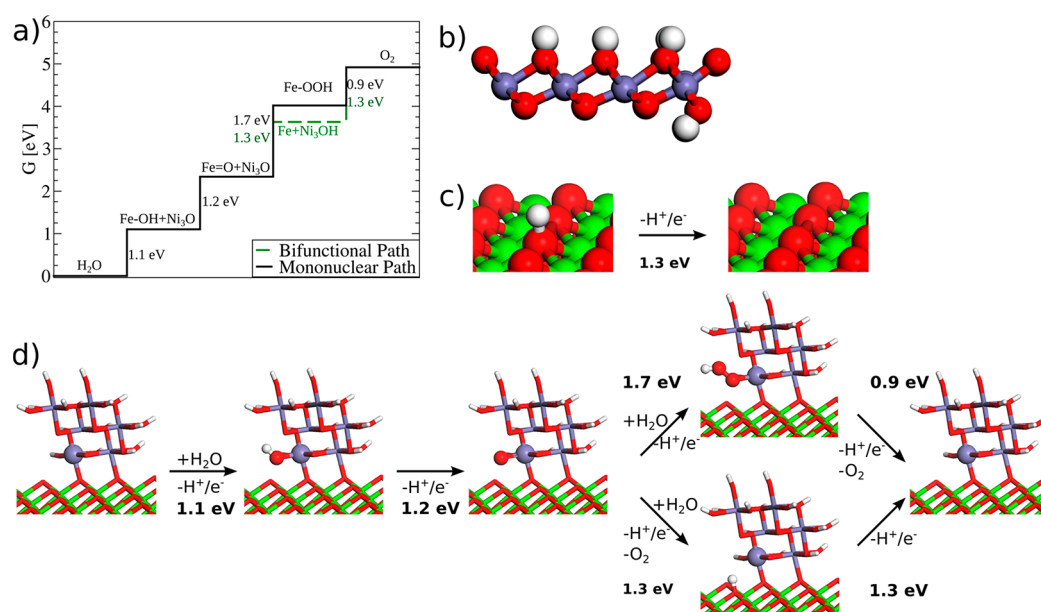 a)
G [eV]
6
5
4
3
2
1
0
H₂O
1.1 eV
Fe-OH+Ni₃O
1.2 eV
Fe=O+Ni₃O
1.7 eV
1.3 eV
Fe-OOH
Fe+Ni₃OH
O₂
0.9 eV
1.3 eV
Bifunctional Path
Mononuclear Path
b)
c)
-H⁺/e⁻
1.3 eV
d)
+H₂O
-H⁺/e⁻
1.1 eV
-H⁺/e⁻
1.2 eV
1.7 eV
+H₂O
-H⁺/e⁻
0.9 eV
-H⁺/e⁻
-O₂
+H₂O
-H⁺/e⁻
-O₂
1.3 eV
-H⁺/e⁻
1.3 eV